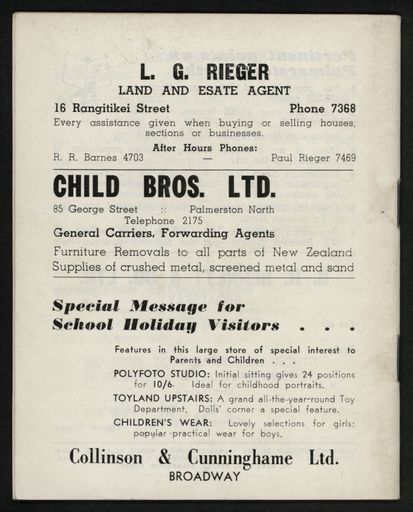 L. G. RIEGER
LAND AND ESATE AGENT
16 Rangitikei Street Phone 7368
Every assistance given when buying or selling houses,
sections or businesses.
After Hours Phones:
R. R. Barnes 4703 — Paul Rieger 7469
CHILD BROS. LTD.
85 George Street :: Palmerston North
Telephone 2175
General Carriers, Forwarding Agents
Furniture Removals to all parts of New Zealand
Supplies of crushed metal, screened metal and sand
Special Message for
School Holiday Visitors . . .
Features in this large store of special interest to
Parents and Children . . .
POLYFOTO STUDIO: Initial sitting gives 24 positions
for 10/6. Ideal for childhood portraits.
TOYLAND UPSTAIRS: A grand all-the-year-round Toy
Department. Dolls' corner a special feature.
CHILDREN'S WEAR: Lovely selections for girls;
popular practical wear for boys.
Collinson & Cunninghame Ltd.
BROADWAY